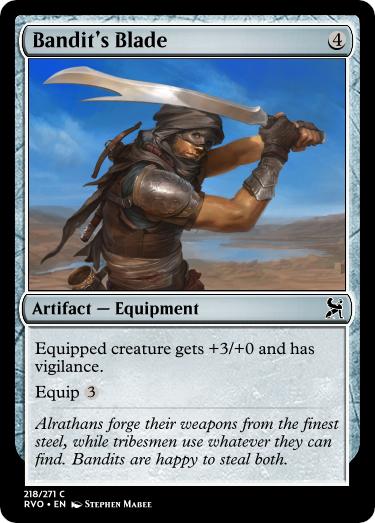 Bandit's Blade 4
Artifact — Equipment
Equipped creature gets +3/+0 and has
vigilance.
Equip 3
Alrathans forge their weapons from the finest
steel, while tribesmen use whatever they can
find. Bandits are happy to steal both.
218/271 C
RVO • EN Stephen Mabee